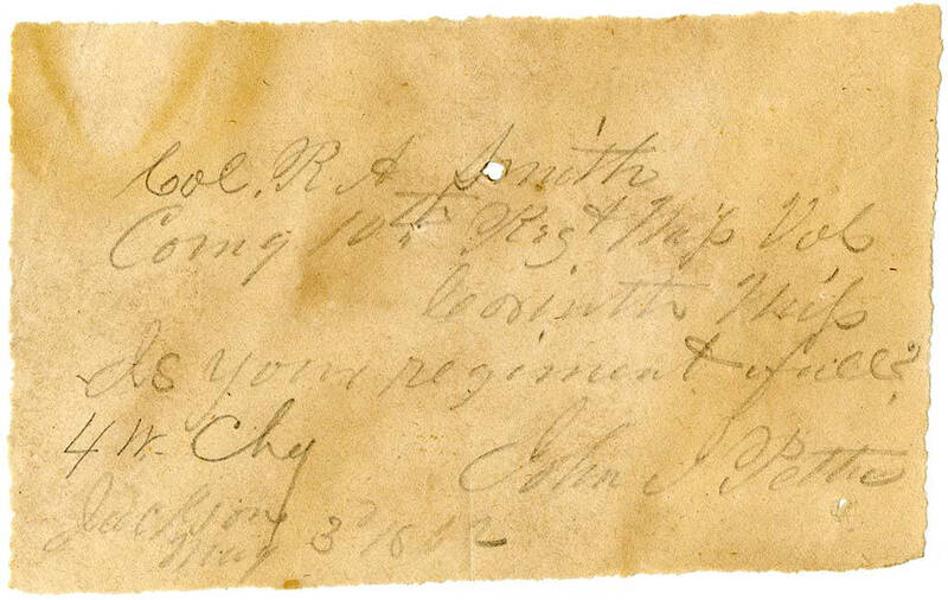 Col. R. A. Smith
Comg 10th Regt Miss Vol
Corinth Miss
Is your regiment full?
4 W. Chg
John J Pettus
Jackson
May 3d 1862